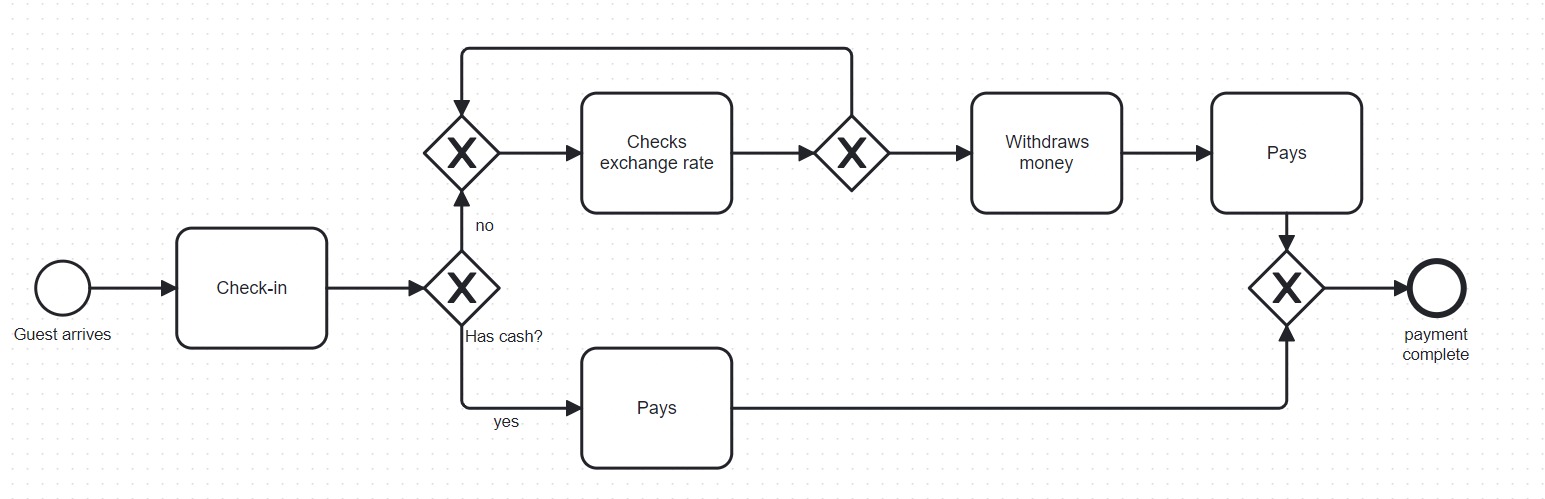 Checks
exchange rate
Withdraws
money
Pays
no
Check-in
Guest arrives
Has cash?
payment
complete
Pays
yes